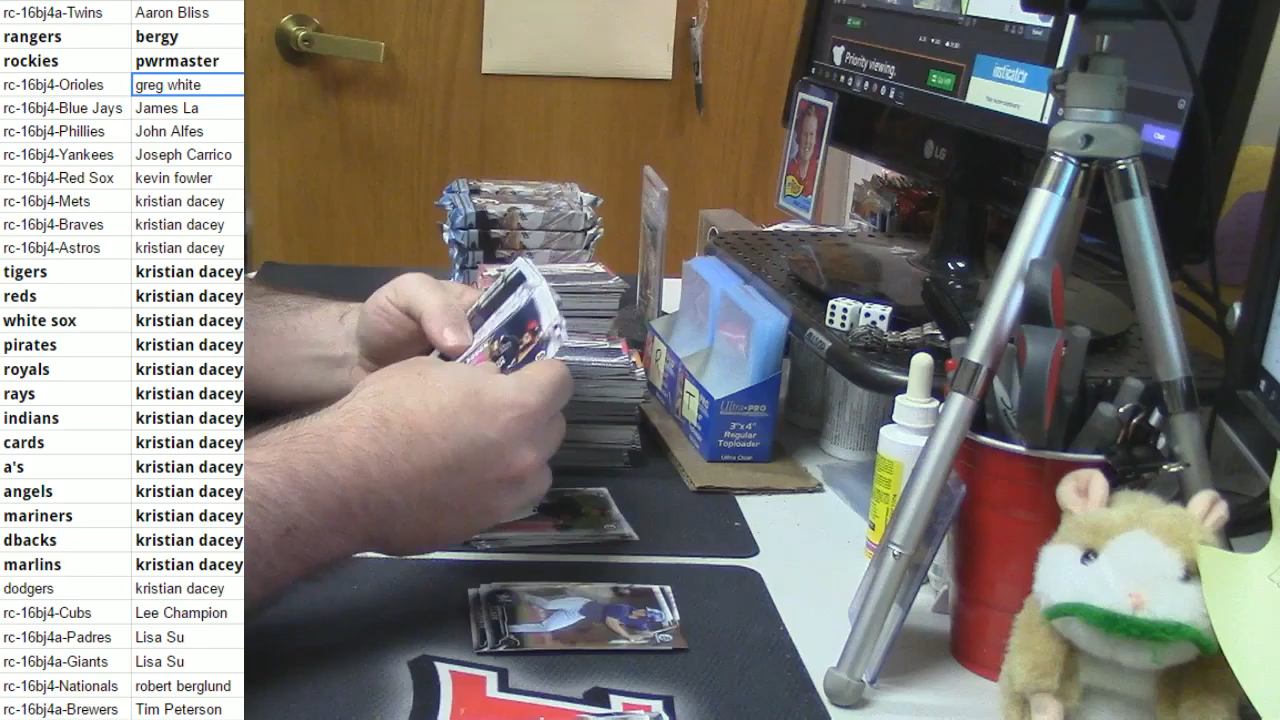 rc-16bj4a-Twins Aaron Bliss
rangers bergy
rockies pwrmaster
rc-16bj4-Orioles greg white
rc-16bj4-Blue Jays James La
rc-16bj4-Phillies John Alfes
rc-16bj4-Yankees Joseph Carrico
rc-16bj4-Red Sox kevin fowler
rc-16bj4-Mets kristian dacey
rc-16bj4-Braves kristian dacey
rc-16bj4-Astros kristian dacey
tigers kristian dacey
reds kristian dacey
white sox kristian dacey
pirates kristian dacey
royals kristian dacey
rays kristian dacey
indians kristian dacey
cards kristian dacey
a's kristian dacey
angels kristian dacey
mariners kristian dacey
dbacks kristian dacey
marlins kristian dacey
dodgers kristian dacey
rc-16bj4-Cubs Lee Champion
rc-16bj4a-Padres Lisa Su
rc-16bj4a-Giants Lisa Su
rc-16bj4-Nationals robert berglund
rc-16bj4a-Brewers Tim Peterson
Priority viewing.
insticator
Chat
LG
ULTRA PRO
3"x4"
Regular
Toploader
Ultra Clear